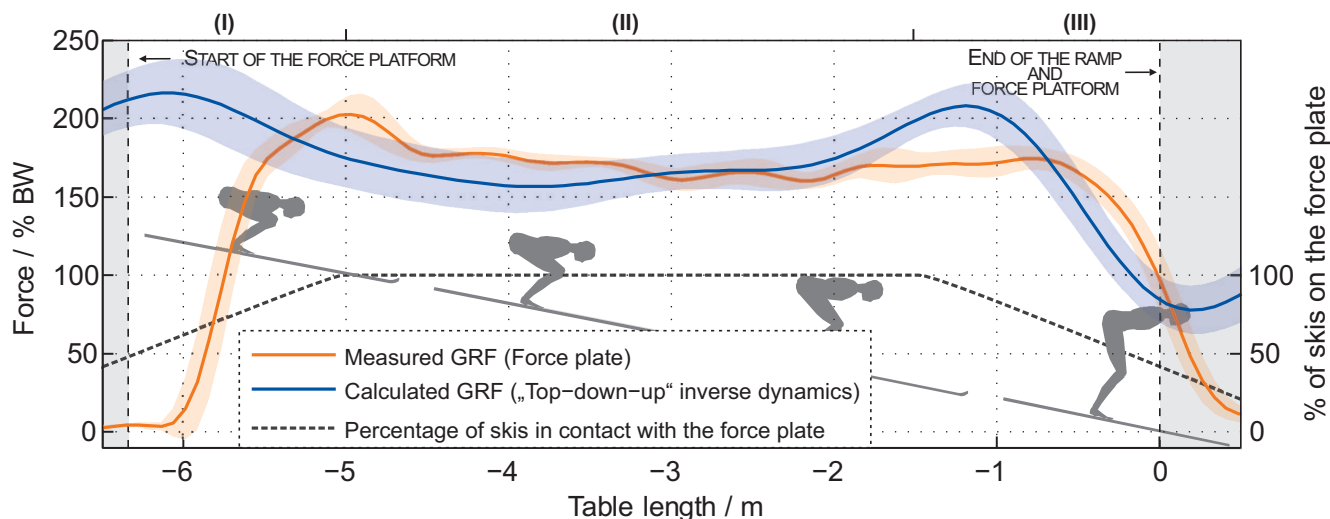 (I) (II) (III)
250
200
150
100
50
0
Force / % BW
START OF THE FORCE PLATFORM
END OF THE RAMP
AND
FORCE PLATFORM
100
50
0
% of skis on the force plate
Measured GRF (Force plate)
Calculated GRF („Top−down−up“ inverse dynamics)
Percentage of skis in contact with the force plate
−6 −5 −4 −3 −2 −1 0
Table length / m